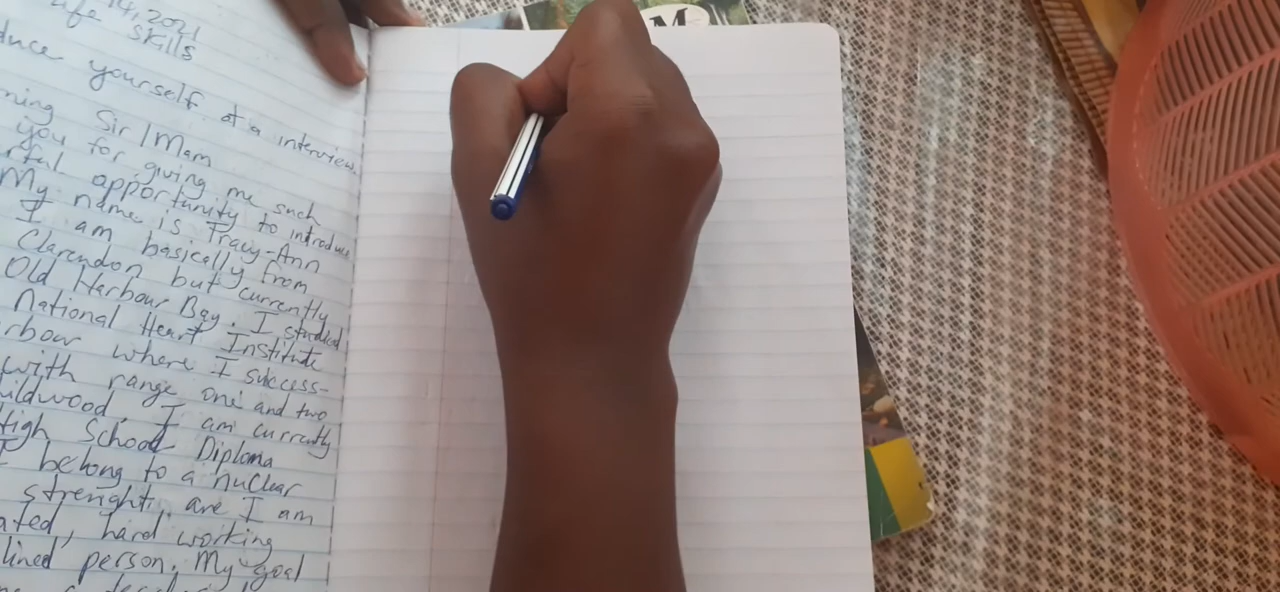 14, 2021
Life Skills
duce yourself at a interview.
ning Sir/Mam
you for giving me such
rful apportunity to introduce
My name is Tracy-Ann
I am basically from
Clarendon but currently
Old Harbour Bay. I studied
National Heart Institute
rbour where I success-
with range one and two
ildwood, I am currently
High School Diploma
I belong to a nuclear
strenght, are I am
ated, hard working
lined person. My goal
M